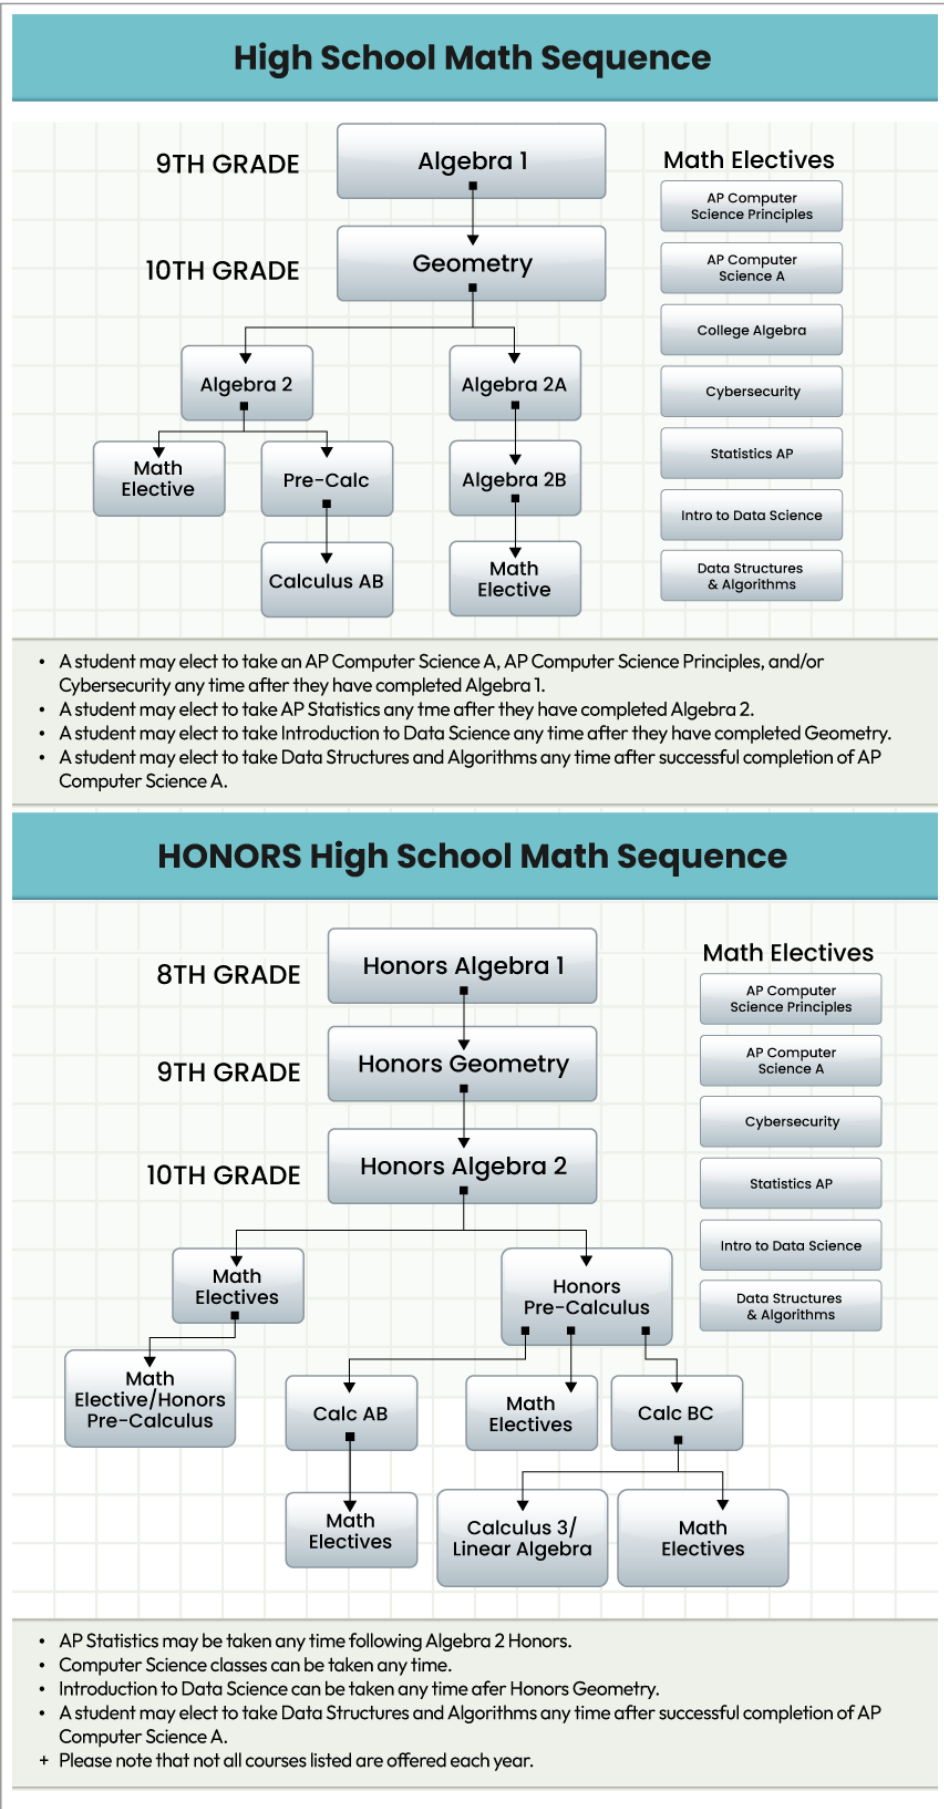 High School Math Sequence
9TH GRADE
Algebra 1
10TH GRADE
Geometry
Algebra 2
Algebra 2A
Math
Elective
Pre-Calc
Algebra 2B
Calculus AB
Math
Elective
Math Electives
AP Computer
Science Principles
AP Computer
Science A
College Algebra
Cybersecurity
Statistics AP
Intro to Data Science
Data Structures
& Algorithms
• A student may elect to take an AP Computer Science A, AP Computer Science Principles, and/or
Cybersecurity any time after they have completed Algebra 1.
• A student may elect to take AP Statistics any tme after they have completed Algebra 2.
• A student may elect to take Introduction to Data Science any time after they have completed Geometry.
• A student may elect to take Data Structures and Algorithms any time after successful completion of AP
Computer Science A.
HONORS High School Math Sequence
8TH GRADE
Honors Algebra 1
9TH GRADE
Honors Geometry
10TH GRADE
Honors Algebra 2
Math
Electives
Honors
Pre-Calculus
Math
Elective/Honors
Pre-Calculus
Calc AB
Math
Electives
Calc BC
Math
Electives
Calculus 3/
Linear Algebra
Math
Electives
Math Electives
AP Computer
Science Principles
AP Computer
Science A
Cybersecurity
Statistics AP
Intro to Data Science
Data Structures
& Algorithms
• AP Statistics may be taken any time following Algebra 2 Honors.
• Computer Science classes can be taken any time.
• Introduction to Data Science can be taken any time afer Honors Geometry.
• A student may elect to take Data Structures and Algorithms any time after successful completion of AP
Computer Science A.
+ Please note that not all courses listed are offered each year.